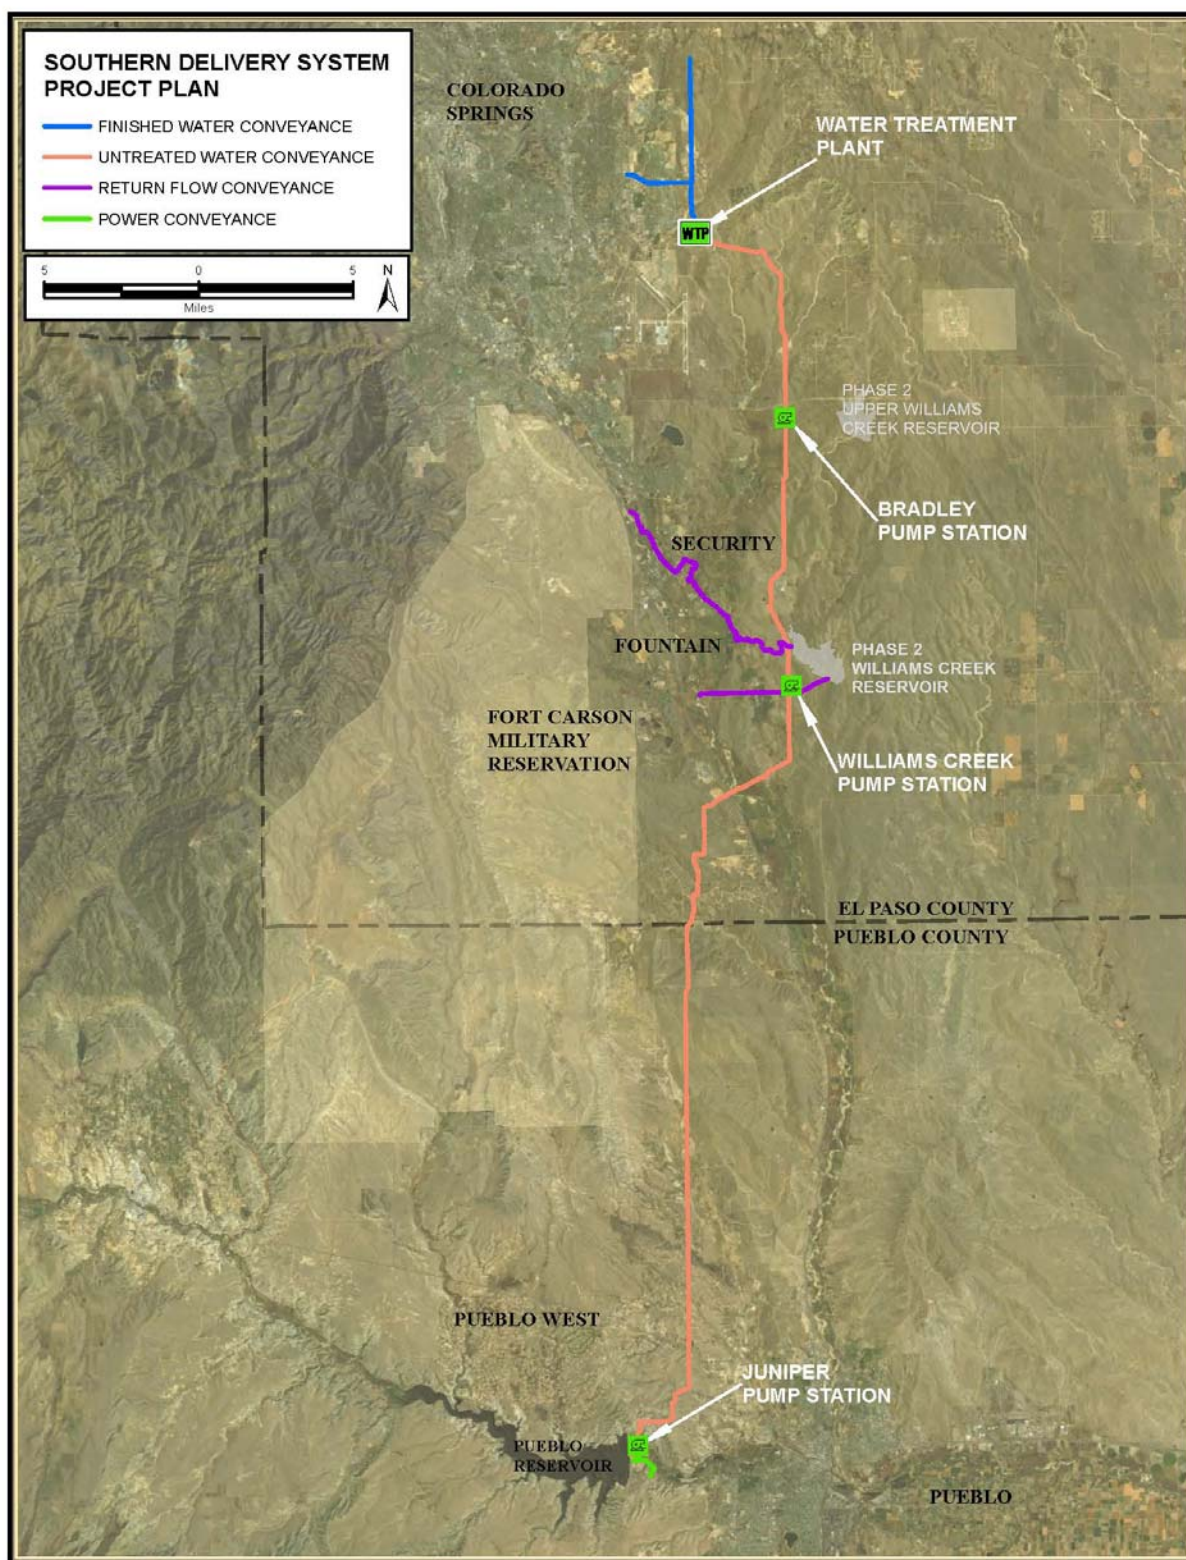 SOUTHERN DELIVERY SYSTEM
PROJECT PLAN
FINISHED WATER CONVEYANCE
UNTREATED WATER CONVEYANCE
RETURN FLOW CONVEYANCE
POWER CONVEYANCE
5 0 5
Miles
N
COLORADO
SPRINGS
WATER TREATMENT
PLANT
WTP
PHASE 2
UPPER WILLIAMS
CREEK RESERVOIR
BRADLEY
PUMP STATION
SECURITY
FOUNTAIN
PHASE 2
WILLIAMS CREEK
RESERVOIR
FORT CARSON
MILITARY
RESERVATION
WILLIAMS CREEK
PUMP STATION
EL PASO COUNTY
PUEBLO COUNTY
PUEBLO WEST
JUNIPER
PUMP STATION
PUEBLO
RESERVOIR
PUEBLO